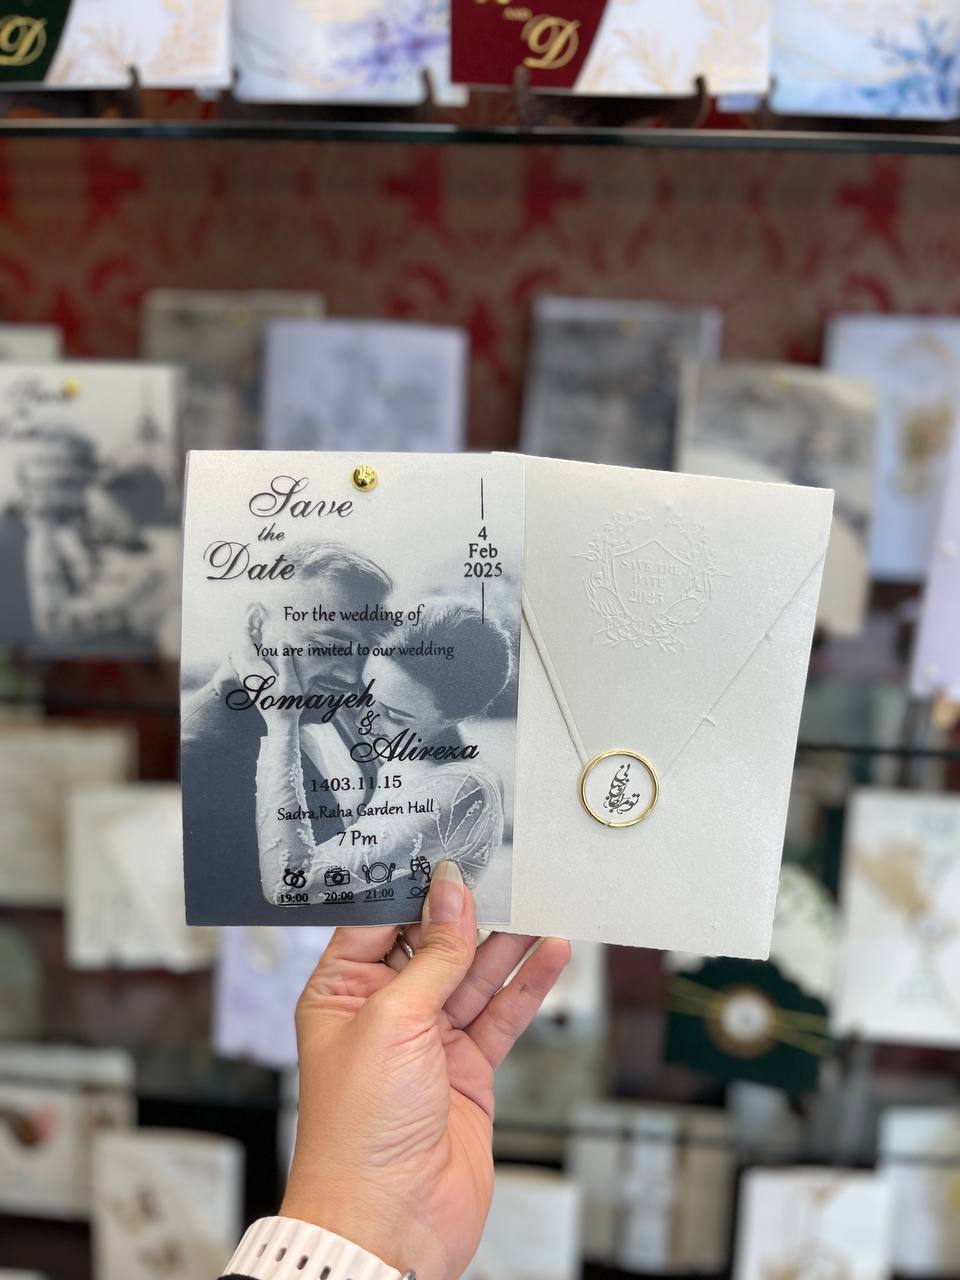 D
AND
D
Save
the
Date
4
Feb
2025
For the wedding of
You are invited to our wedding
Somayeh
&
Alireza
1403.11.15
Sadra,Raha Garden Hall
7 Pm
19:00 20:00 21:00
SAVE THE
DATE
2025